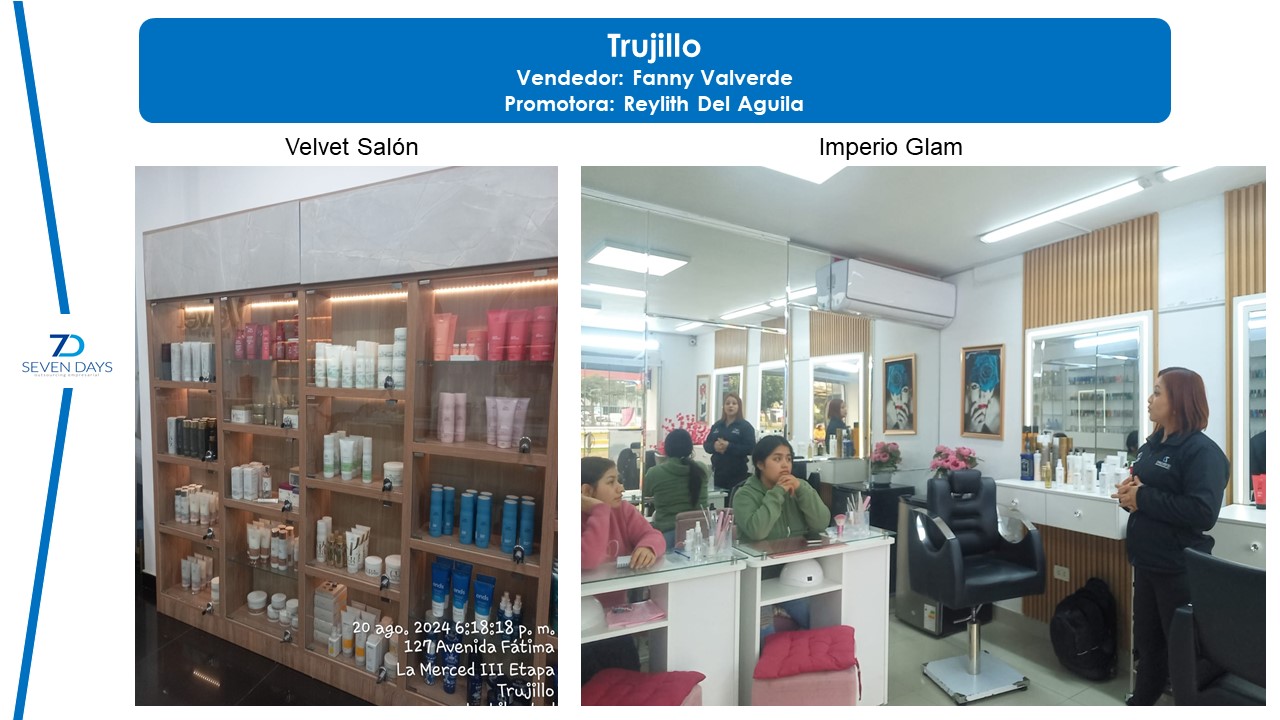 Trujillo
Vendedor: Fanny Valverde
Promotora: Reylith Del Aguila
Velvet Salón
Imperio Glam
7D
SEVEN DAYS
20 ago. 2024 6:18:18 p. m.
127 Avenida Fátima
La Merced III Etapa
Trujillo